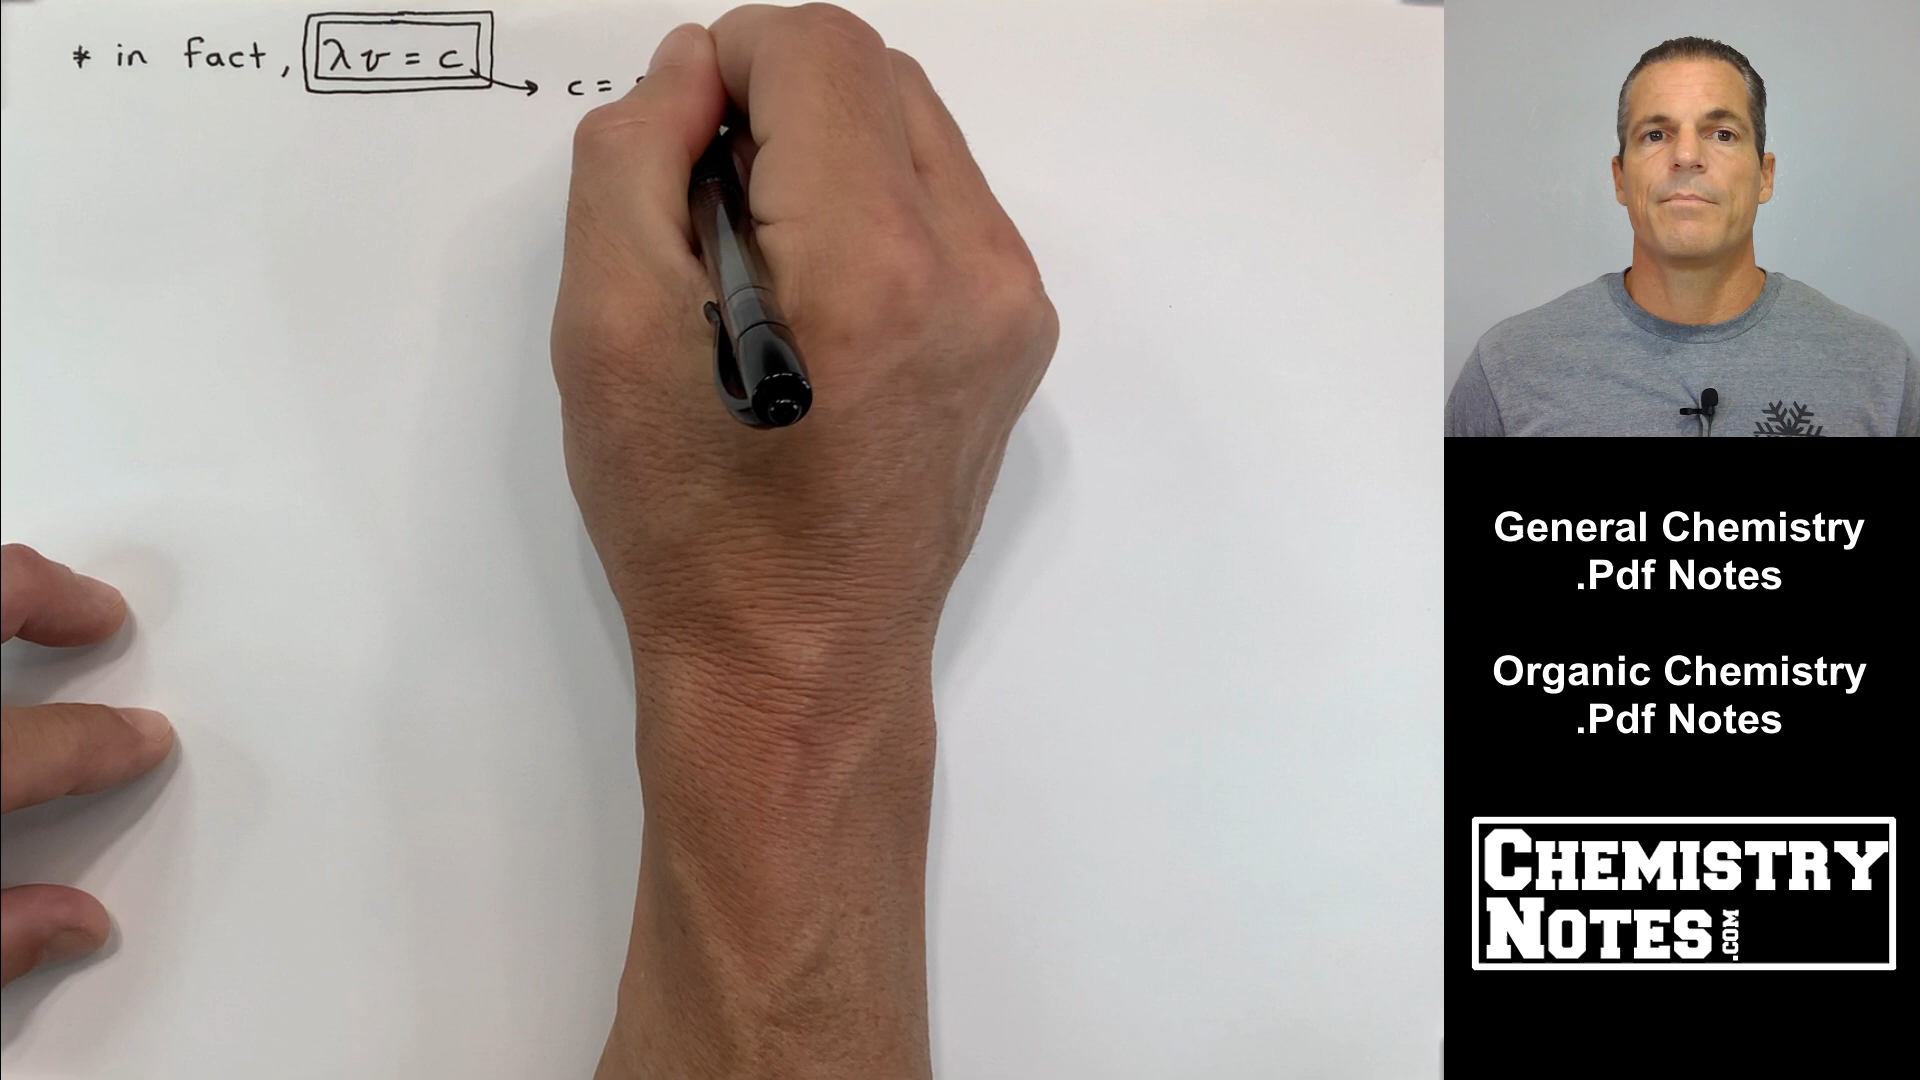 * in fact, λν = c
c =
General Chemistry
.Pdf Notes
Organic Chemistry
.Pdf Notes
CHEMISTRY
NOTES.COM